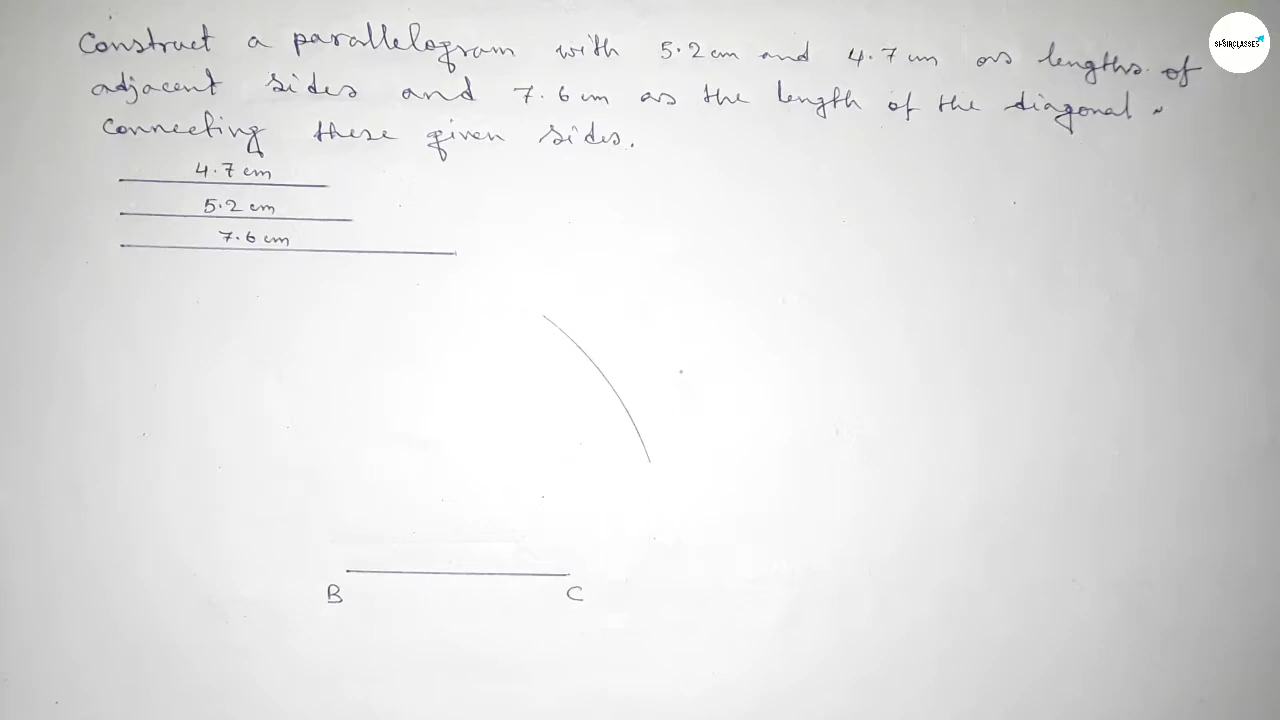 Construct a parallelogram with 5.2 cm and 4.7 cm as lengths of
adjacent sides and 7.6 cm as the length of the diagonal
connecting these given sides.
4.7 cm
5.2 cm
7.6 cm
B C
SI-SIRCLASSES